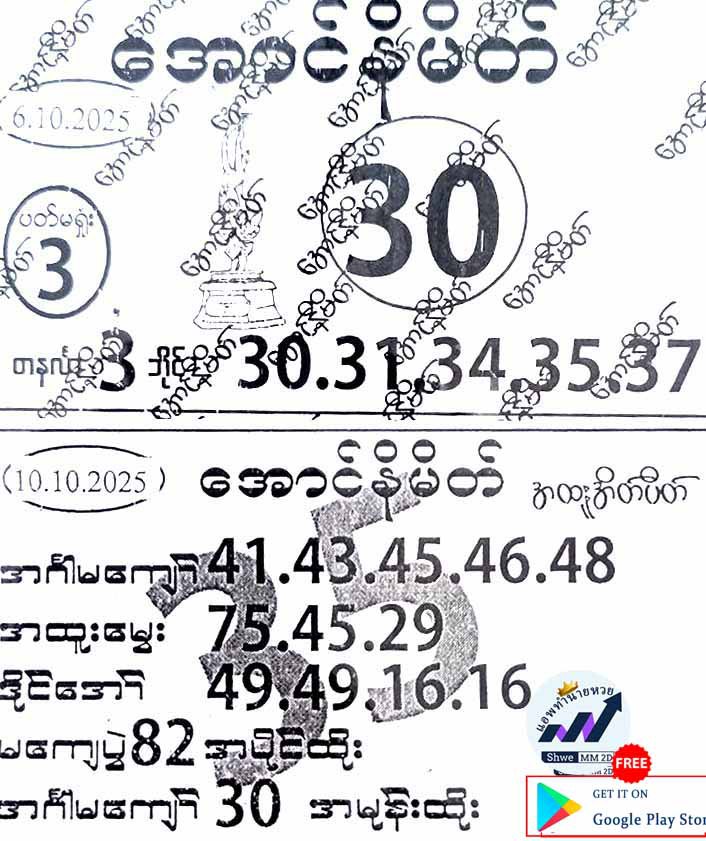 အောင်နိမိတ်
6.10.2025
30
ပတ်မရှုံး
3
တနင်္လာ 3 ဘိုင် 30.31.34.35.37
(10.10.2025) အောင်နိမိတ် အထူးအိတ်ပိတ်
35
အင်္ဂါမကျော် 41.43.45.46.48
အထူးမွေး 75.45.29
ဒိုင်အော် 49.49.16.16
မကျေပွဲ 82 အပိုင်ထိုး
အင်္ဂါမကျော် 30 အမုန်းထိုး
แอพทำนายหวย
Shwe MM 2D
FREE
GET IT ON
Google Play Stor